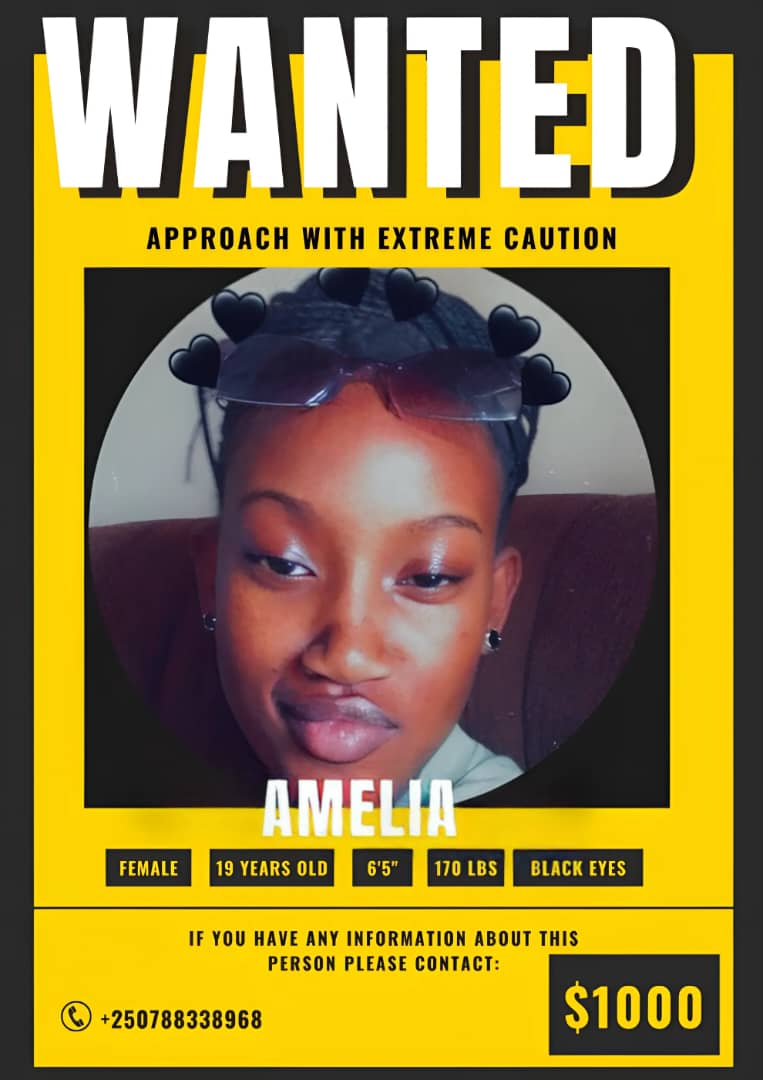 WANTED
APPROACH WITH EXTREME CAUTION
AMELIA
FEMALE 19 YEARS OLD 6'5" 170 LBS BLACK EYES
IF YOU HAVE ANY INFORMATION ABOUT THIS
PERSON PLEASE CONTACT:
$1000
+250788338968